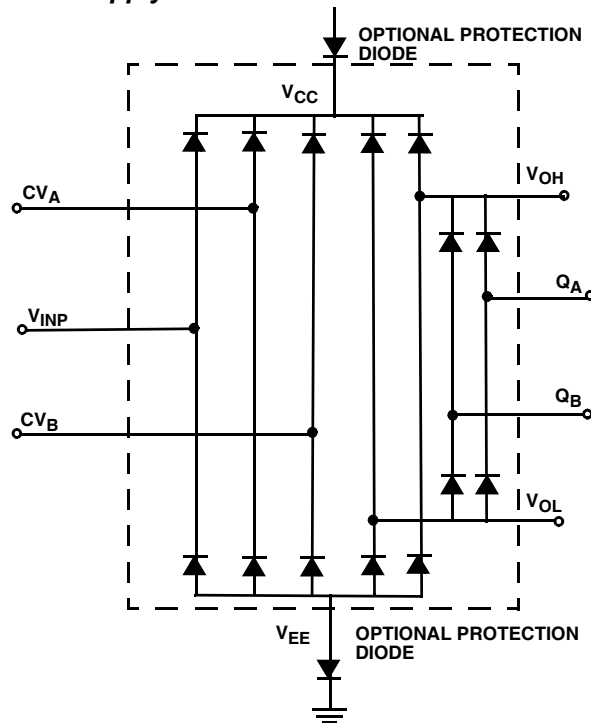 OPTIONAL PROTECTION
DIODE
VCC
VOH
CVA
QA
VINP
QB
CVB
VOL
VEE
OPTIONAL PROTECTION
DIODE